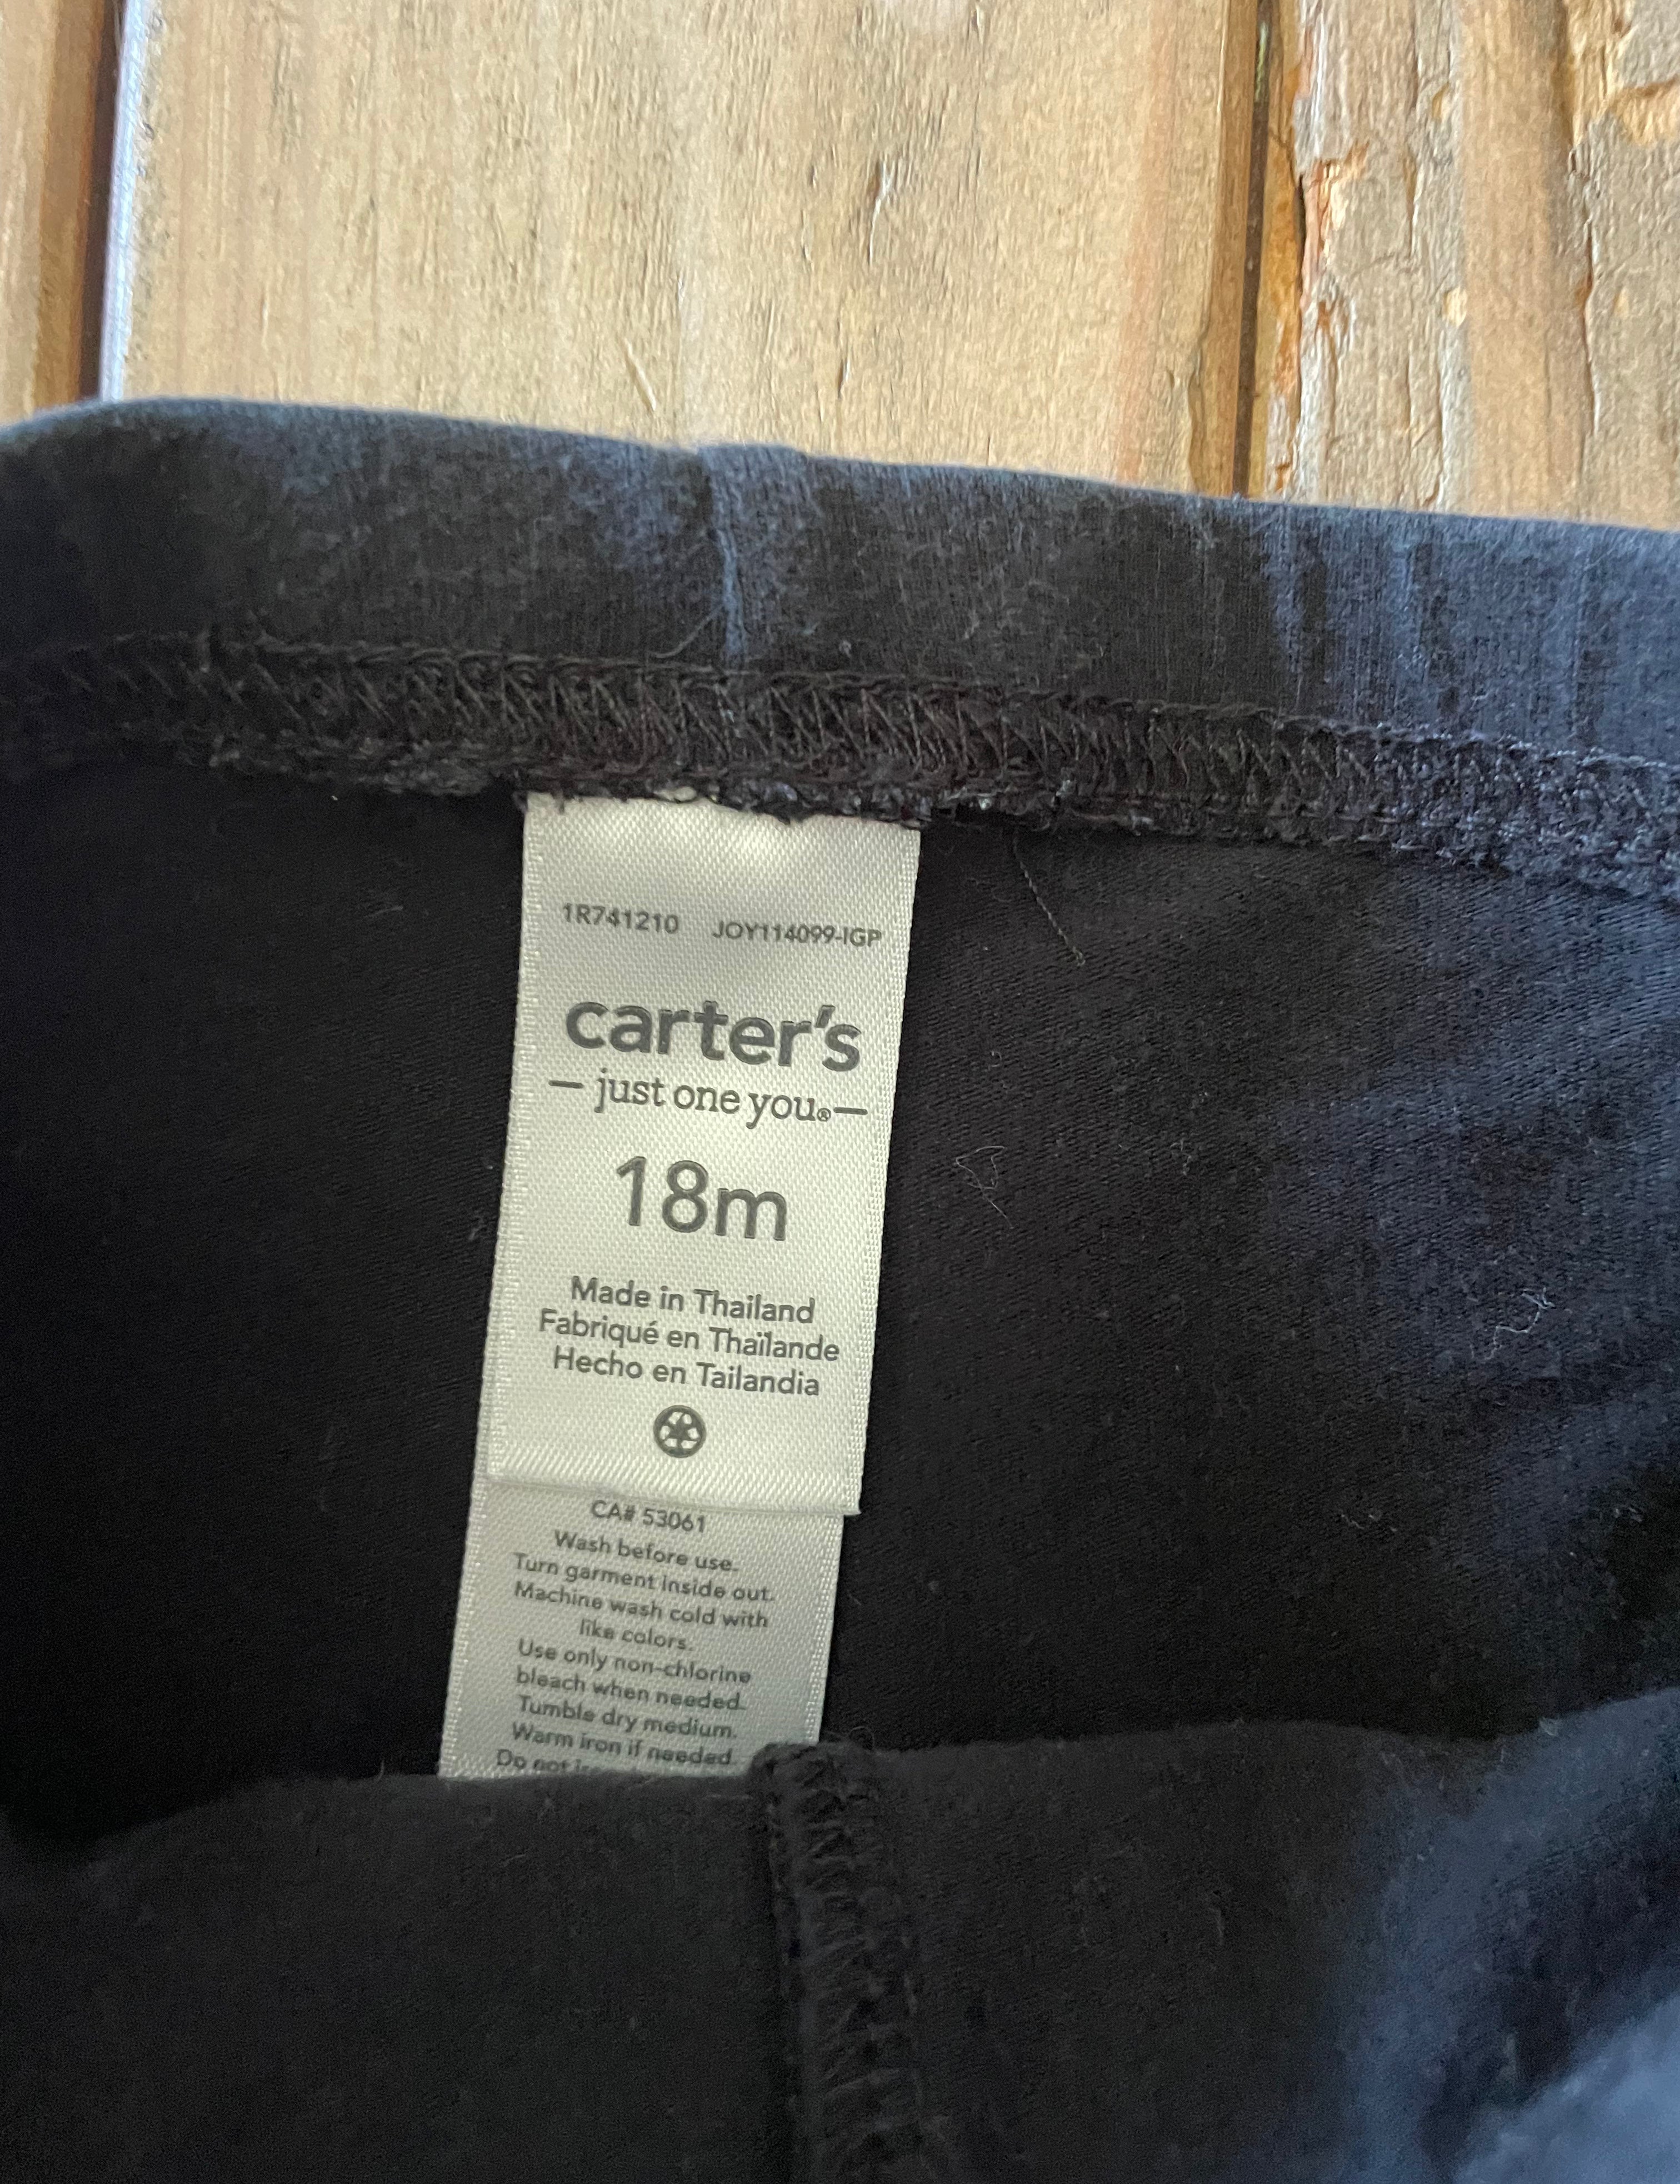 1R741210 JOY114099-IGP
carter's
— just one you®—
18m
Made in Thailand
Fabriqué en Thaïlande
Hecho en Tailandia
CA# 53061
Wash before use.
Turn garment inside out.
Machine wash cold with
like colors.
Use only non-chlorine
bleach when needed.
Tumble dry medium.
Warm iron if needed.
Do not